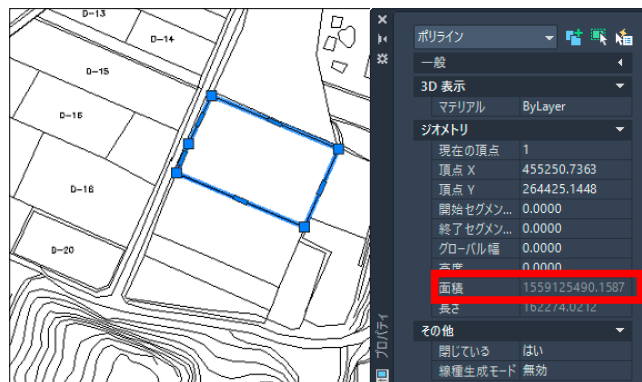 D-13
D-14
D-15
D-16
D-16
D-20
ポリライン
一般
3D 表示
マテリアル ByLayer
ジオメトリ
現在の頂点 1
頂点 X 455250.7363
頂点 Y 264425.1448
開始セグメン... 0.0000
終了セグメン... 0.0000
グローバル幅 0.0000
高度 0.0000
面積 1559125490.1587
長さ 162274.0212
その他
閉じている はい
線種生成モード 無効
プロパティ